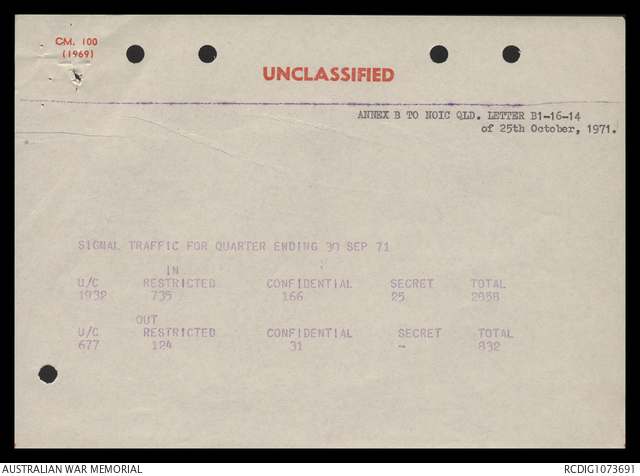 CM. 100
(1969)
UNCLASSIFIED
ANNEX B TO NOIC QLD. LETTER B1-16-14
of 25th October, 1971.
SIGNAL TRAFFIC FOR QUARTER ENDING 30 SEP 71
IN
U/C RESTRICTED CONFIDENTIAL SECRET TOTAL
1932 735 166 25 2858
OUT
U/C RESTRICTED CONFIDENTIAL SECRET TOTAL
677 124 31 - 832
AUSTRALIAN WAR MEMORIAL RCDIG1073691